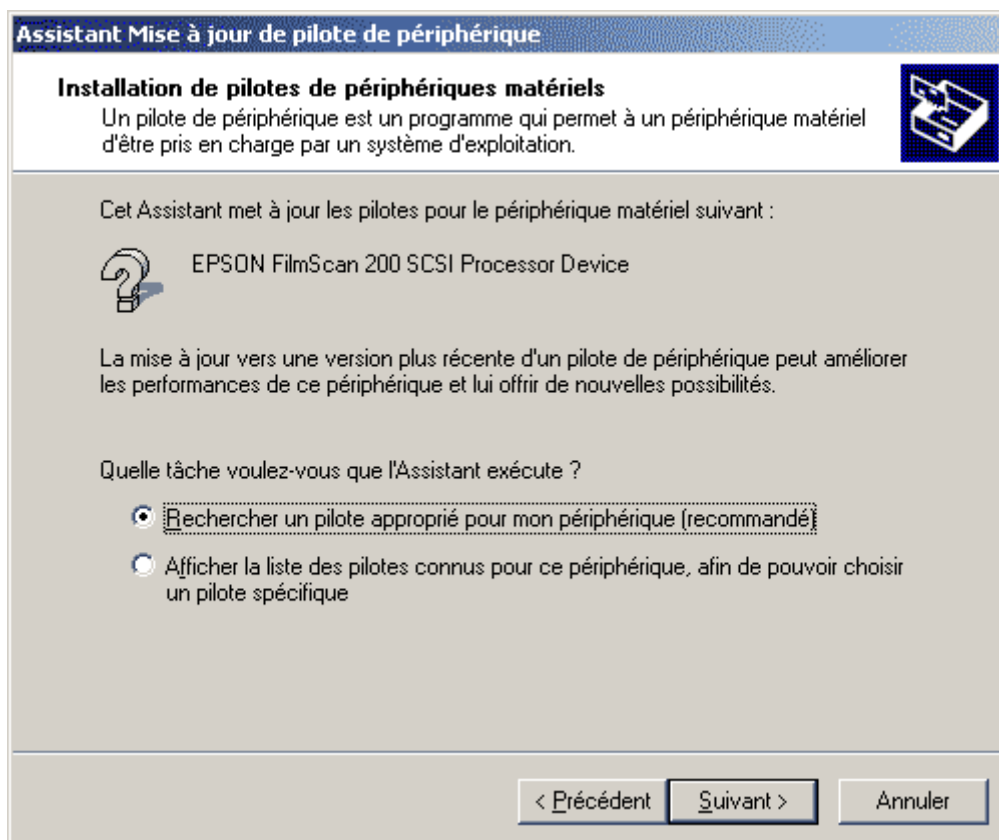 Assistant Mise à jour de pilote de périphérique
Installation de pilotes de périphériques matériels
Un pilote de périphérique est un programme qui permet à un périphérique matériel
d'être pris en charge par un système d'exploitation.
Cet Assistant met à jour les pilotes pour le périphérique matériel suivant :
EPSON FilmScan 200 SCSI Processor Device
La mise à jour vers une version plus récente d'un pilote de périphérique peut améliorer
les performances de ce périphérique et lui offrir de nouvelles possibilités.
Quelle tâche voulez-vous que l'Assistant exécute ?
Rechercher un pilote approprié pour mon périphérique (recommandé)
Afficher la liste des pilotes connus pour ce périphérique, afin de pouvoir choisir
un pilote spécifique
< Précédent
Suivant >
Annuler